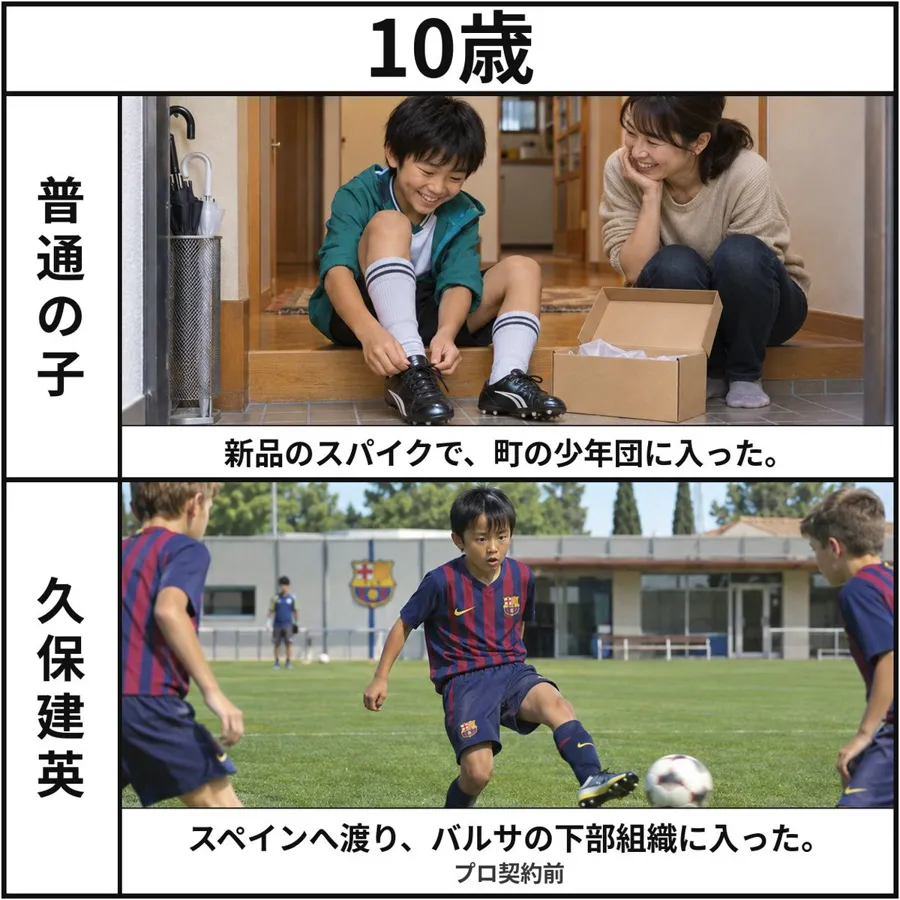 10歳
普通の子
新品のスパイクで、町の少年団に入った。
久保建英
スペインへ渡り、バルサの下部組織に入った。
プロ契約前